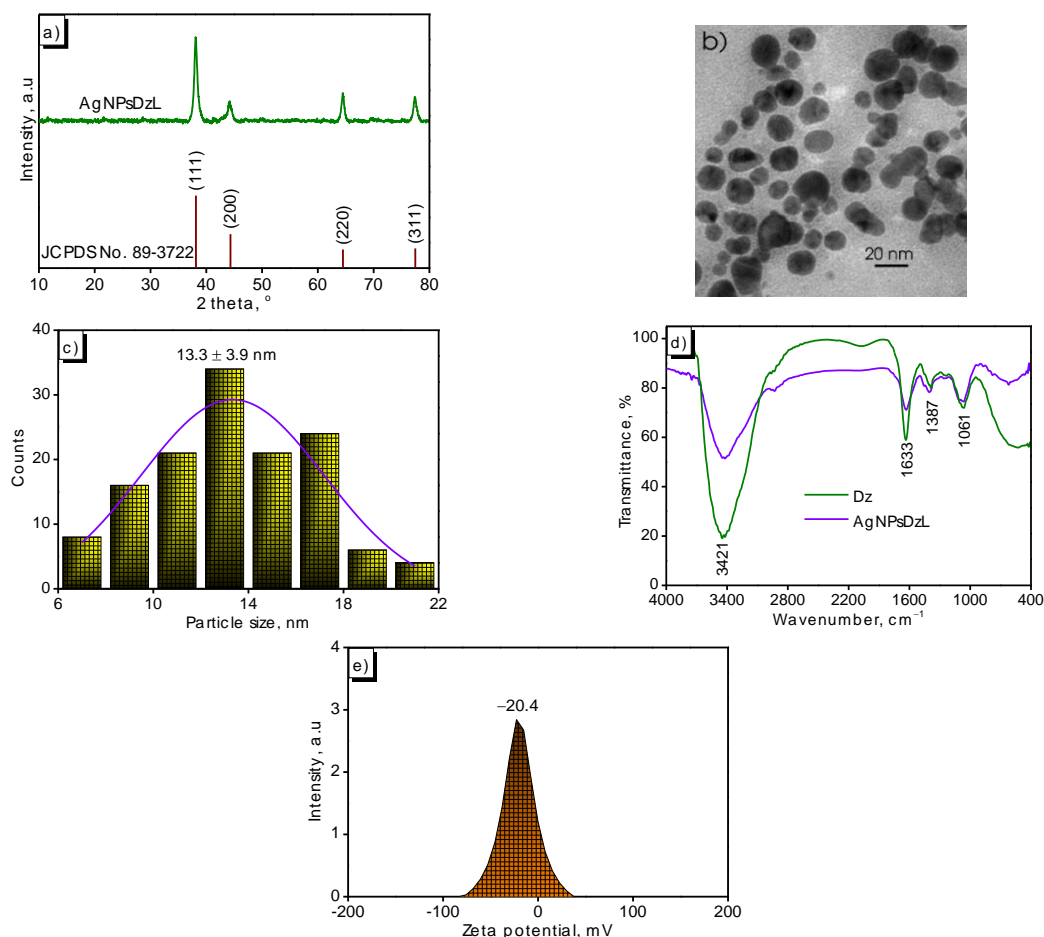 a)
Intensity, a.u
AgNPsDzL
(111)
(200)
(220)
(311)
JCPDS No. 89-3722
10 20 30 40 50 60 70 80
2 theta, °
b)
20 nm
c)
13.3 ± 3.9 nm
Counts
40
30
20
10
0
6 10 14 18 22
Particle size, nm
d)
Transmittance, %
100
80
60
40
20
0
3421
1633
1387
1061
Dz
AgNPsDzL
4000 3400 2800 2200 1600 1000 400
Wavenumber, cm⁻¹
e)
−20.4
Intensity, a.u
4
3
2
1
0
-200 -100 0 100 200
Zeta potential, mV